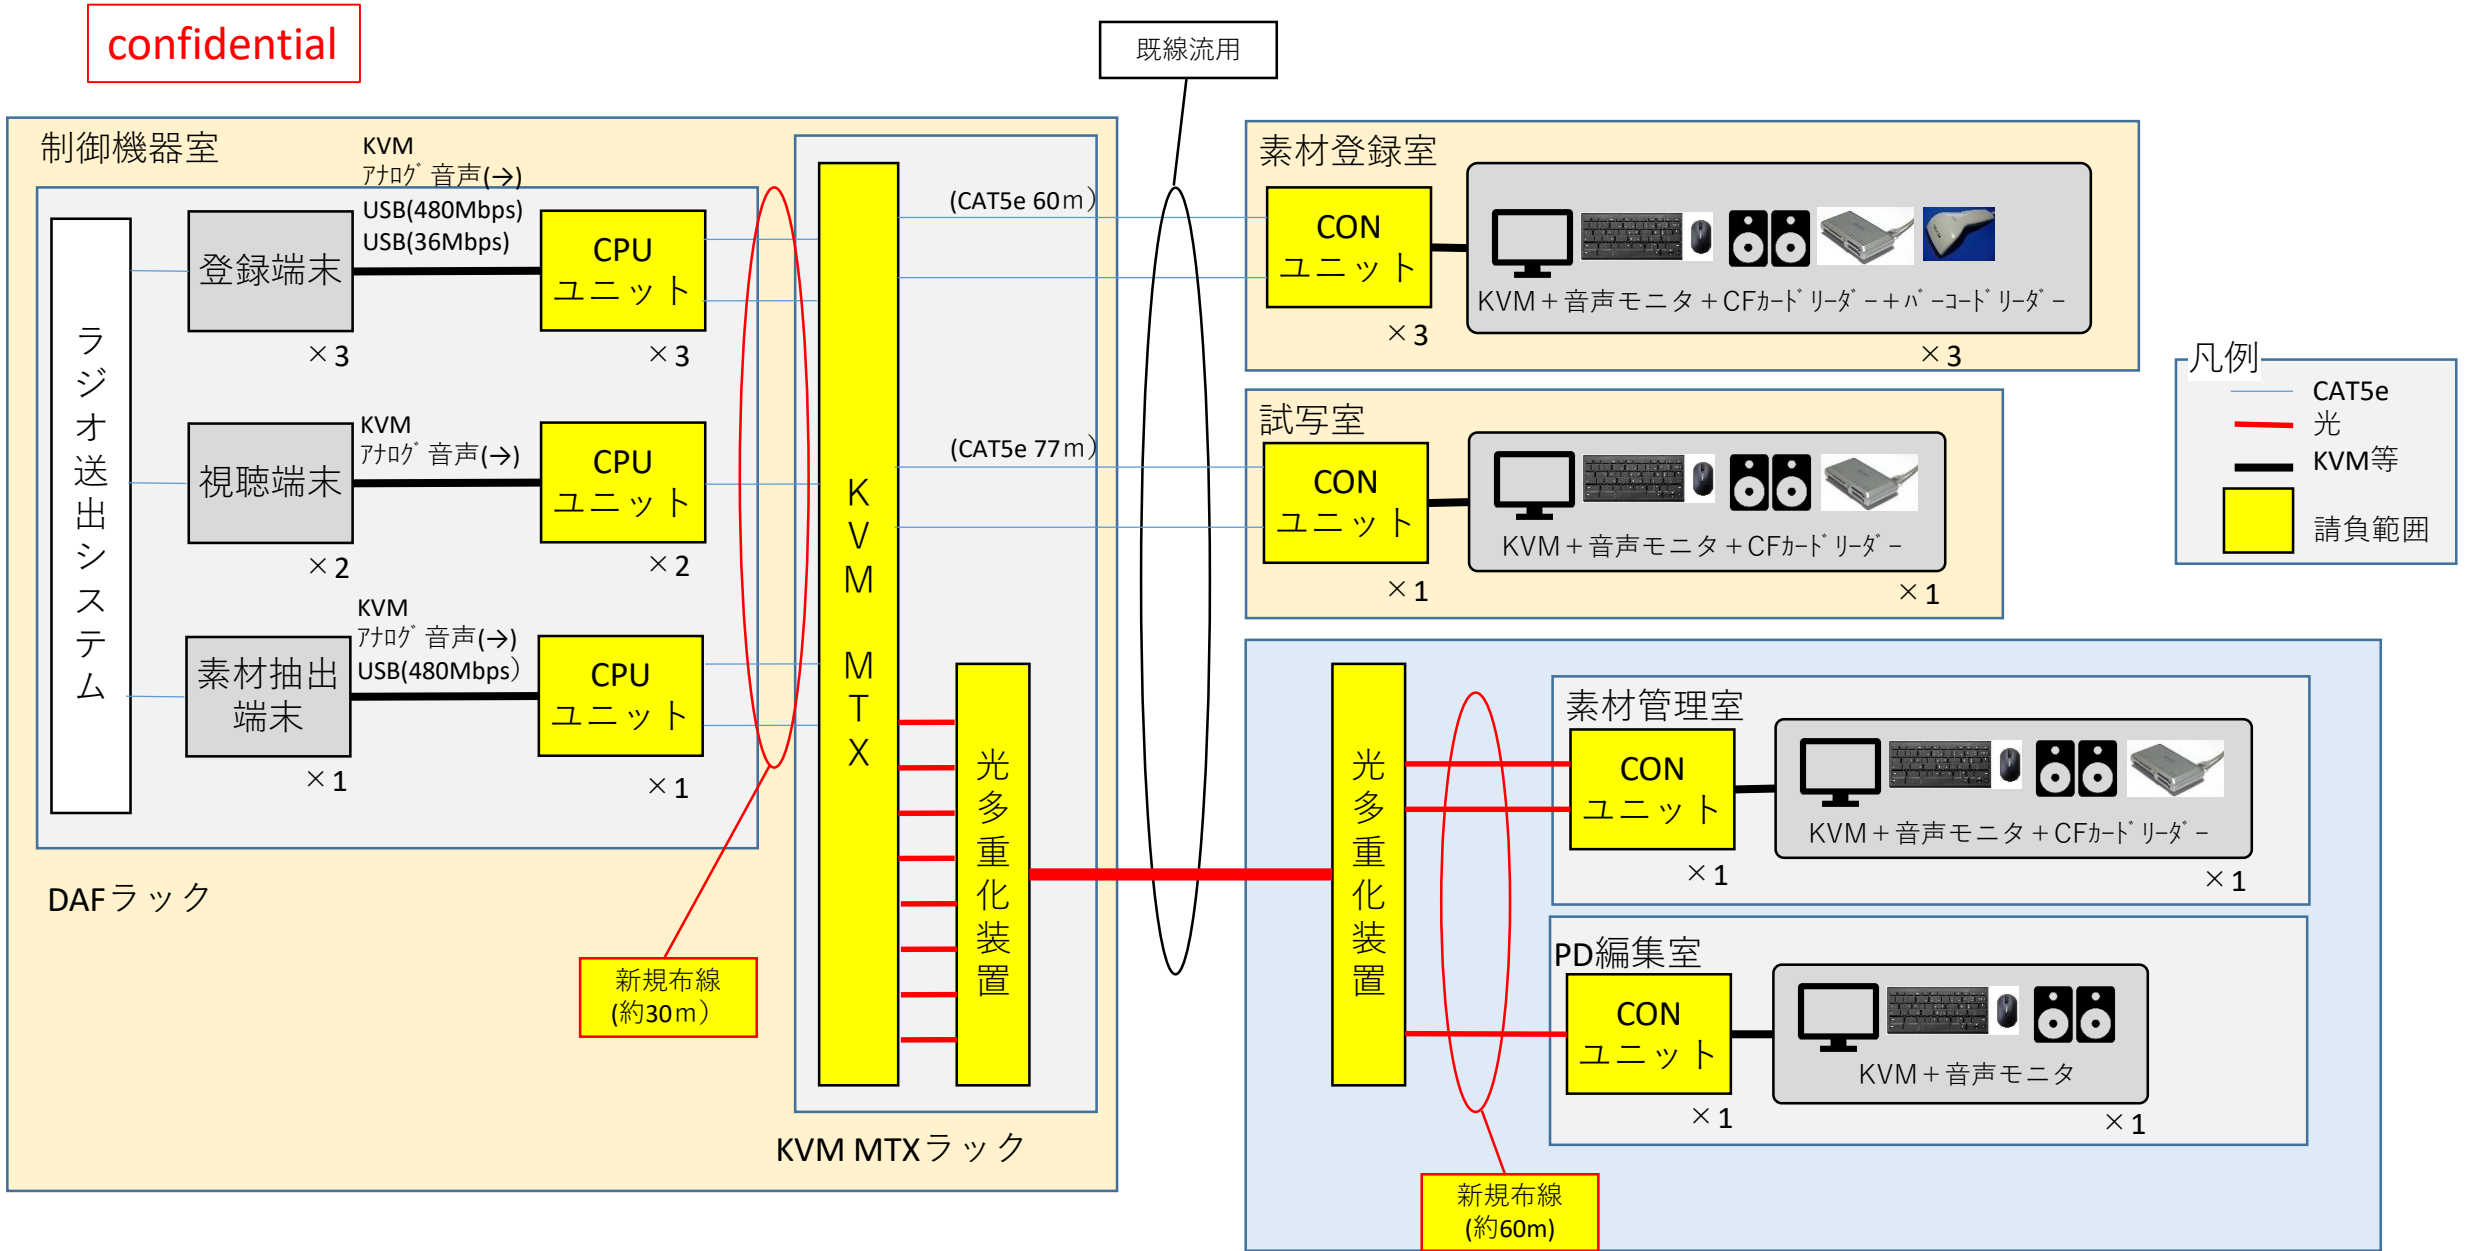 confidential
既線流用
制御機器室
KVM
ｱﾅﾛｸﾞ音声(→)
USB(480Mbps)
USB(36Mbps)
ラジオ送出システム
登録端末
×3
CPU
ユニット
×3
KVM
ｱﾅﾛｸﾞ音声(→)
視聴端末
×2
CPU
ユニット
×2
KVM
ｱﾅﾛｸﾞ音声(→)
USB(480Mbps)
素材抽出
端末
×1
CPU
ユニット
×1
DAFラック
新規布線
(約30ｍ)
KVM MTX
光多重化装置
KVM MTXラック
(CAT5e 60ｍ)
(CAT5e 77ｍ)
素材登録室
CON
ユニット
×3
KVM＋音声モニタ＋CFｶｰﾄﾞﾘｰﾀﾞｰ＋ﾊﾞｰｺｰﾄﾞﾘｰﾀﾞｰ
×3
試写室
CON
ユニット
×1
KVM＋音声モニタ＋CFｶｰﾄﾞﾘｰﾀﾞｰ
×1
光多重化装置
素材管理室
CON
ユニット
×1
KVM＋音声モニタ＋CFｶｰﾄﾞﾘｰﾀﾞｰ
×1
PD編集室
CON
ユニット
×1
KVM＋音声モニタ
×1
新規布線
(約60m)
凡例
CAT5e
光
KVM等
請負範囲